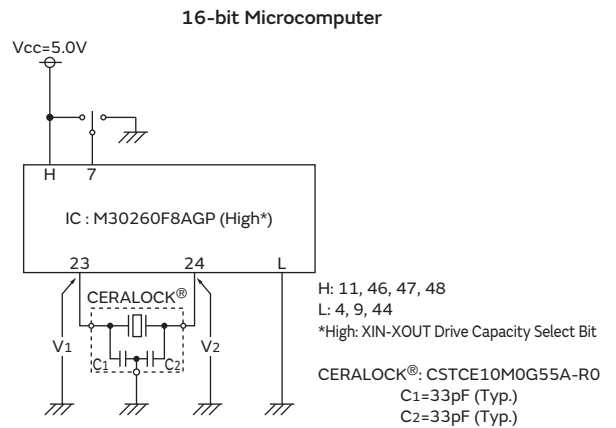 16-bit Microcomputer
Vcc=5.0V
H
7
IC : M30260F8AGP (High*)
23
24
L
CERALOCK®
V1
C1
C2
V2
H: 11, 46, 47, 48
L: 4, 9, 44
*High: XIN-XOUT Drive Capacity Select Bit
CERALOCK®: CSTCE10M0G55A-R0
C1=33pF (Typ.)
C2=33pF (Typ.)